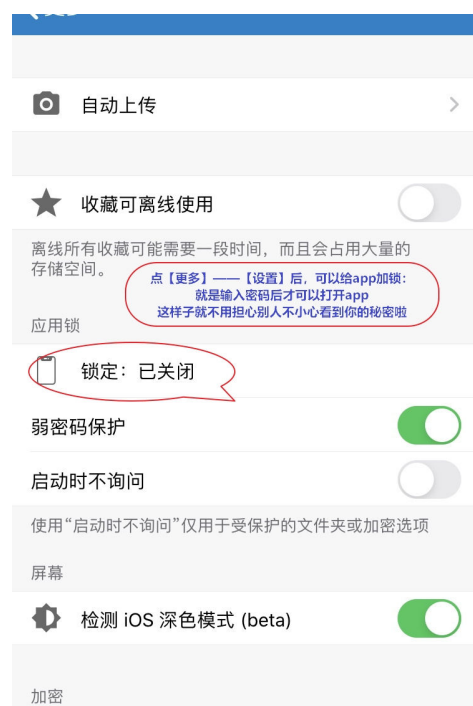 自动上传
收藏可离线使用
离线所有收藏可能需要一段时间，而且会占用大量的
存储空间。
点【更多】——【设置】后，可以给app加锁：
就是输入密码后才可以打开app
这样子就不用担心别人不小心看到你的秘密啦
应用锁
锁定：已关闭
弱密码保护
启动时不询问
使用“启动时不询问”仅用于受保护的文件夹或加密选项
屏幕
检测 iOS 深色模式 (beta)
加密